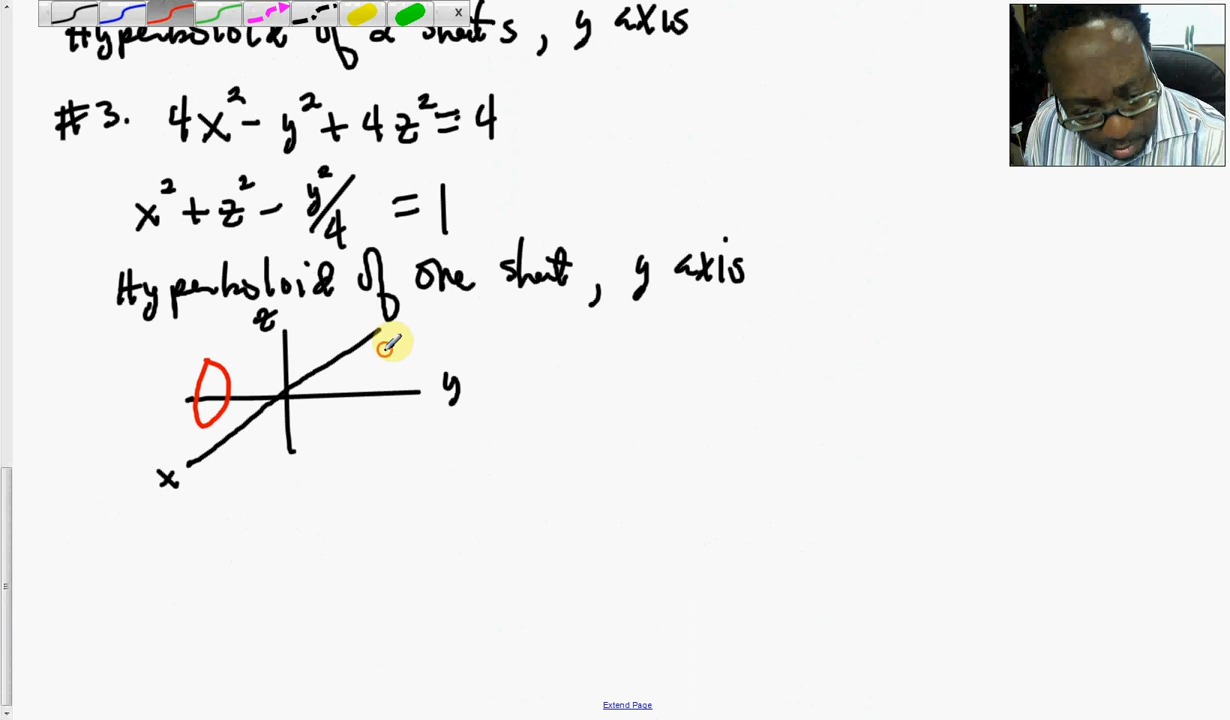 Hyperboloid of 2 sheets, y axis
#3. 4x² - y² + 4z² = 4
x² + z² - y²/4 = 1
Hyperboloid of one sheet, y axis
z
y
x
Extend Page